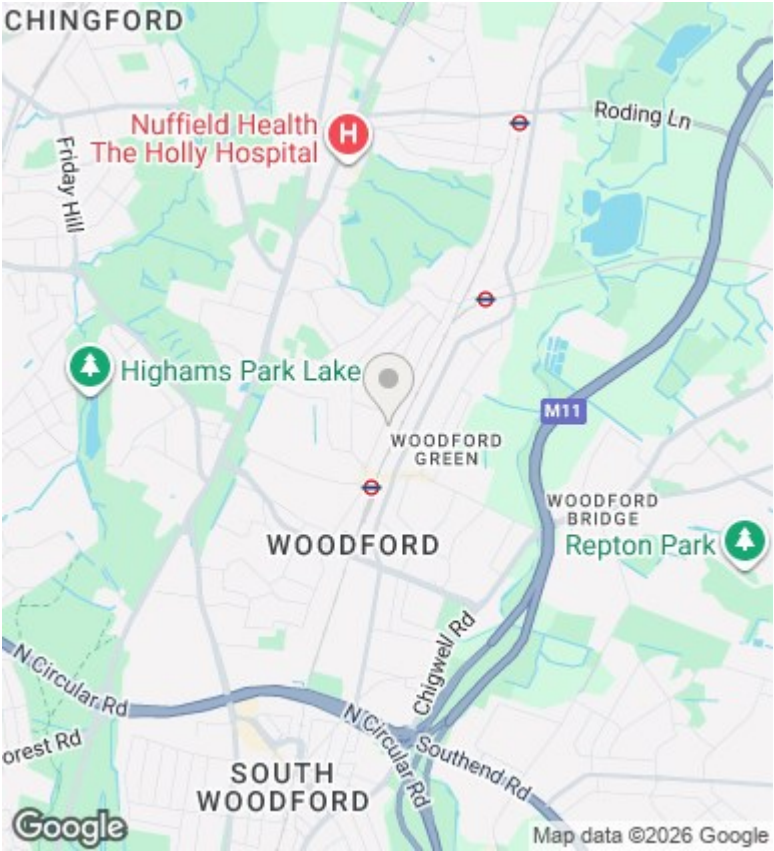 CHINGFORD
Nuffield Health
The Holly Hospital
H
Roding Ln
Friday Hill
Highams Park Lake
M11
WOODFORD
GREEN
WOODFORD
BRIDGE
WOODFORD
Repton Park
Chigwell Rd
N Circular Rd
orest Rd
N Circular Rd
Southend Rd
SOUTH
WOODFORD
Google
Map data ©2026 Google